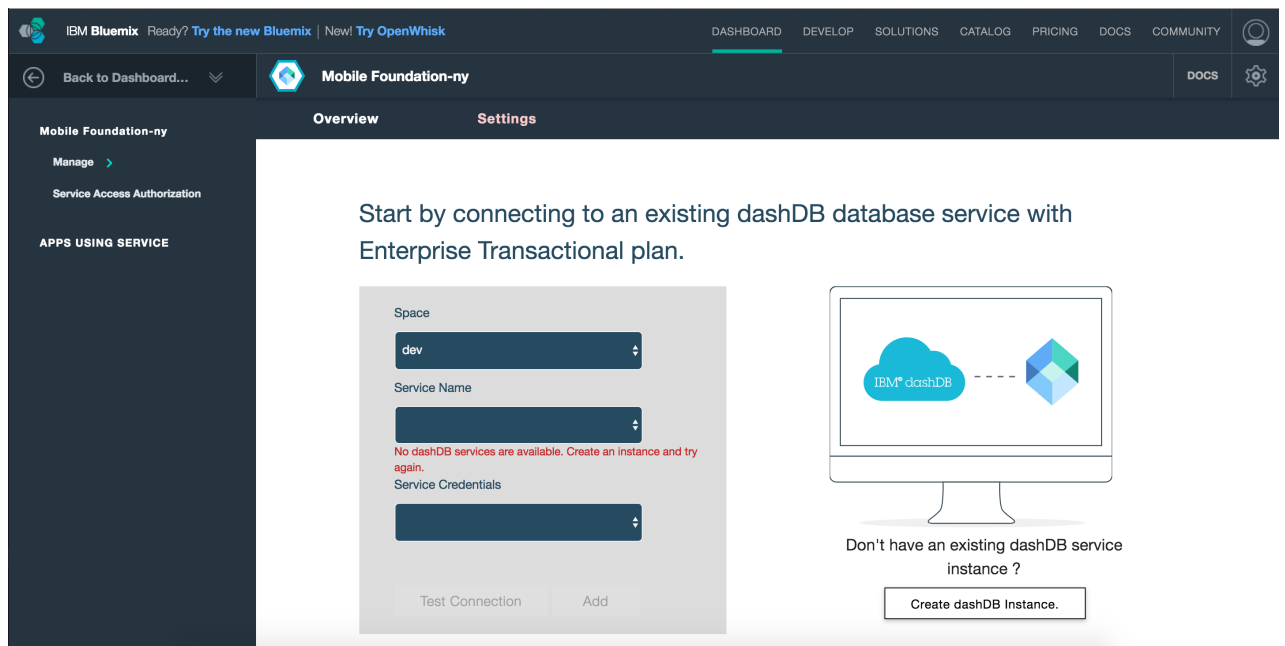 IBM Bluemix Ready? Try the new Bluemix | New! Try OpenWhisk
DASHBOARD DEVELOP SOLUTIONS CATALOG PRICING DOCS COMMUNITY
Back to Dashboard...
Mobile Foundation-ny
DOCS
Overview Settings
Mobile Foundation-ny
Manage
Service Access Authorization
APPS USING SERVICE
Start by connecting to an existing dashDB database service with
Enterprise Transactional plan.
Space
dev
Service Name
No dashDB services are available. Create an instance and try
again.
Service Credentials
Test Connection Add
IBM® dashDB
Don't have an existing dashDB service
instance ?
Create dashDB Instance.